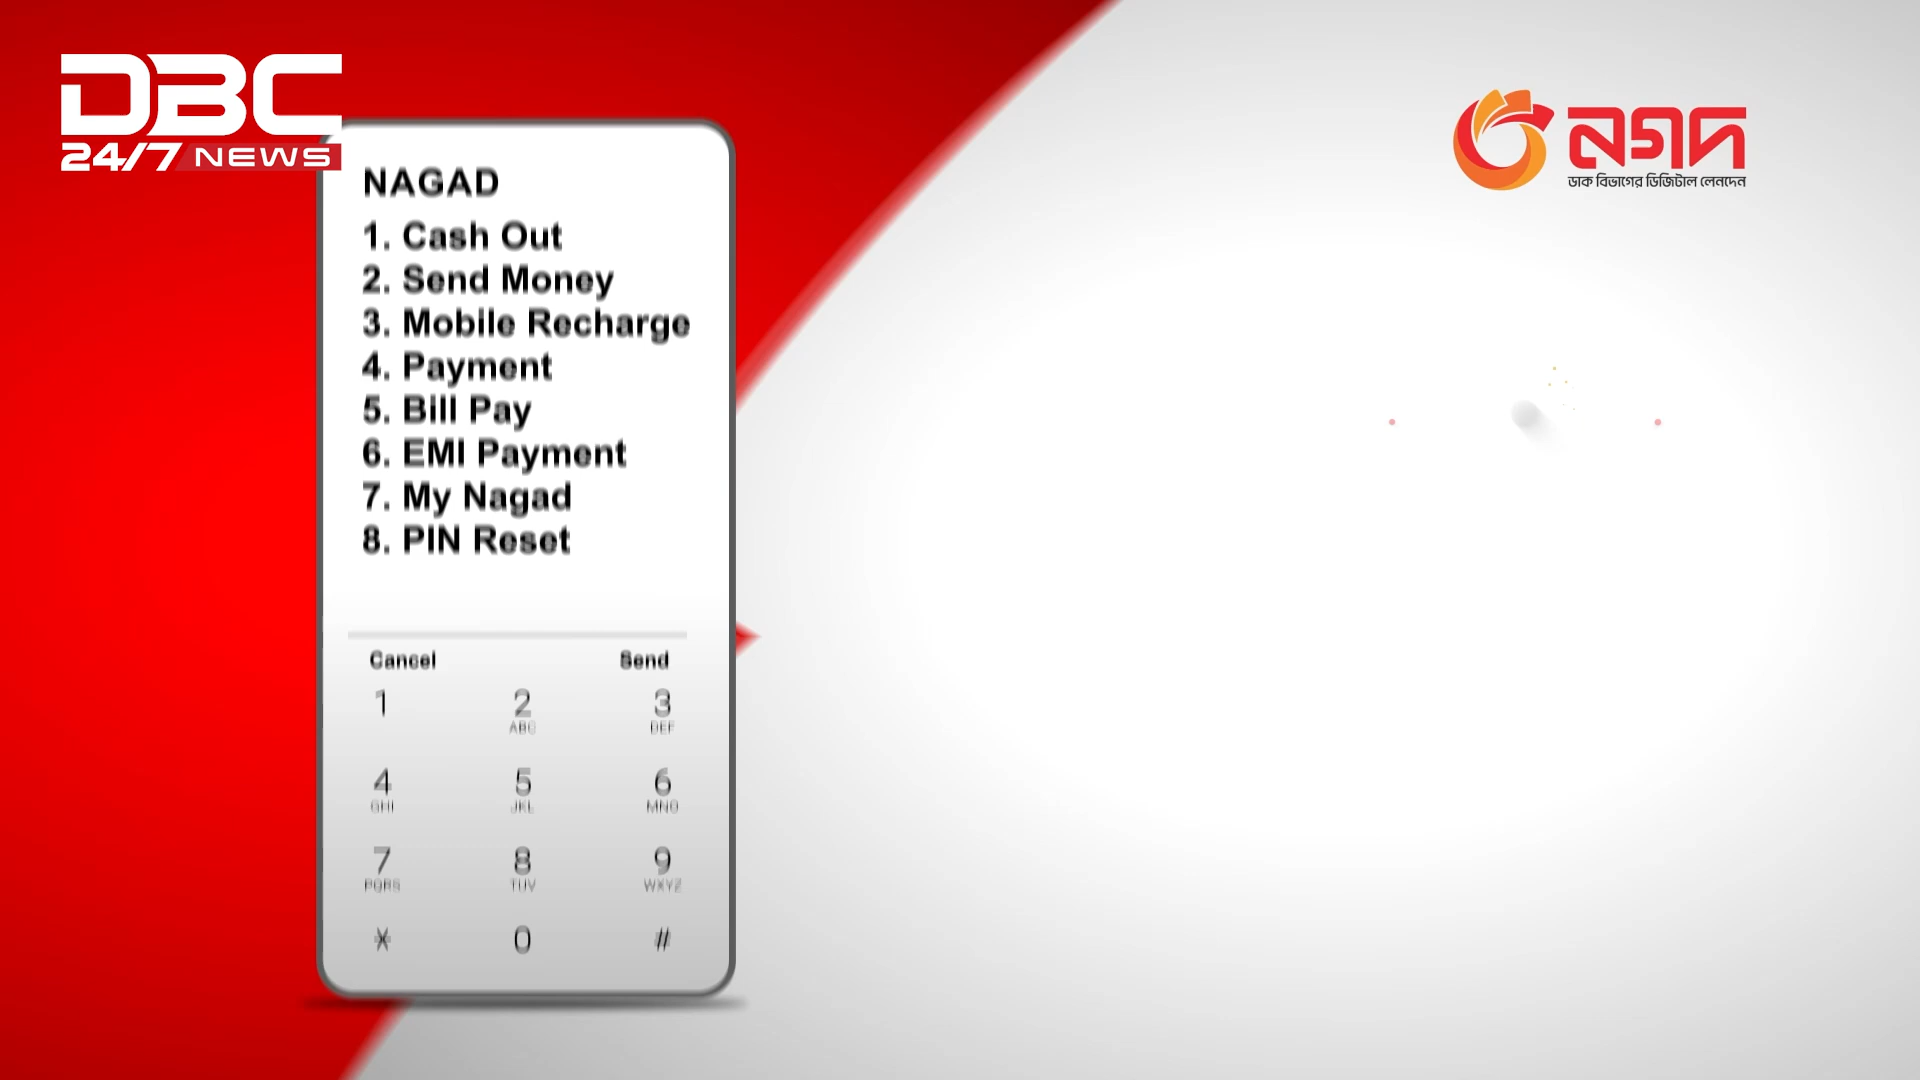 DBC
24/7 NEWS
নগদ
ডাক বিভাগের ডিজিটাল লেনদেন
NAGAD
1. Cash Out
2. Send Money
3. Mobile Recharge
4. Payment
5. Bill Pay
6. EMI Payment
7. My Nagad
8. PIN Reset
Cancel Send
1 2 3
ABC DEF
4 5 6
GHI JKL MNO
7 8 9
PQRS TUV WXYZ
* 0 #